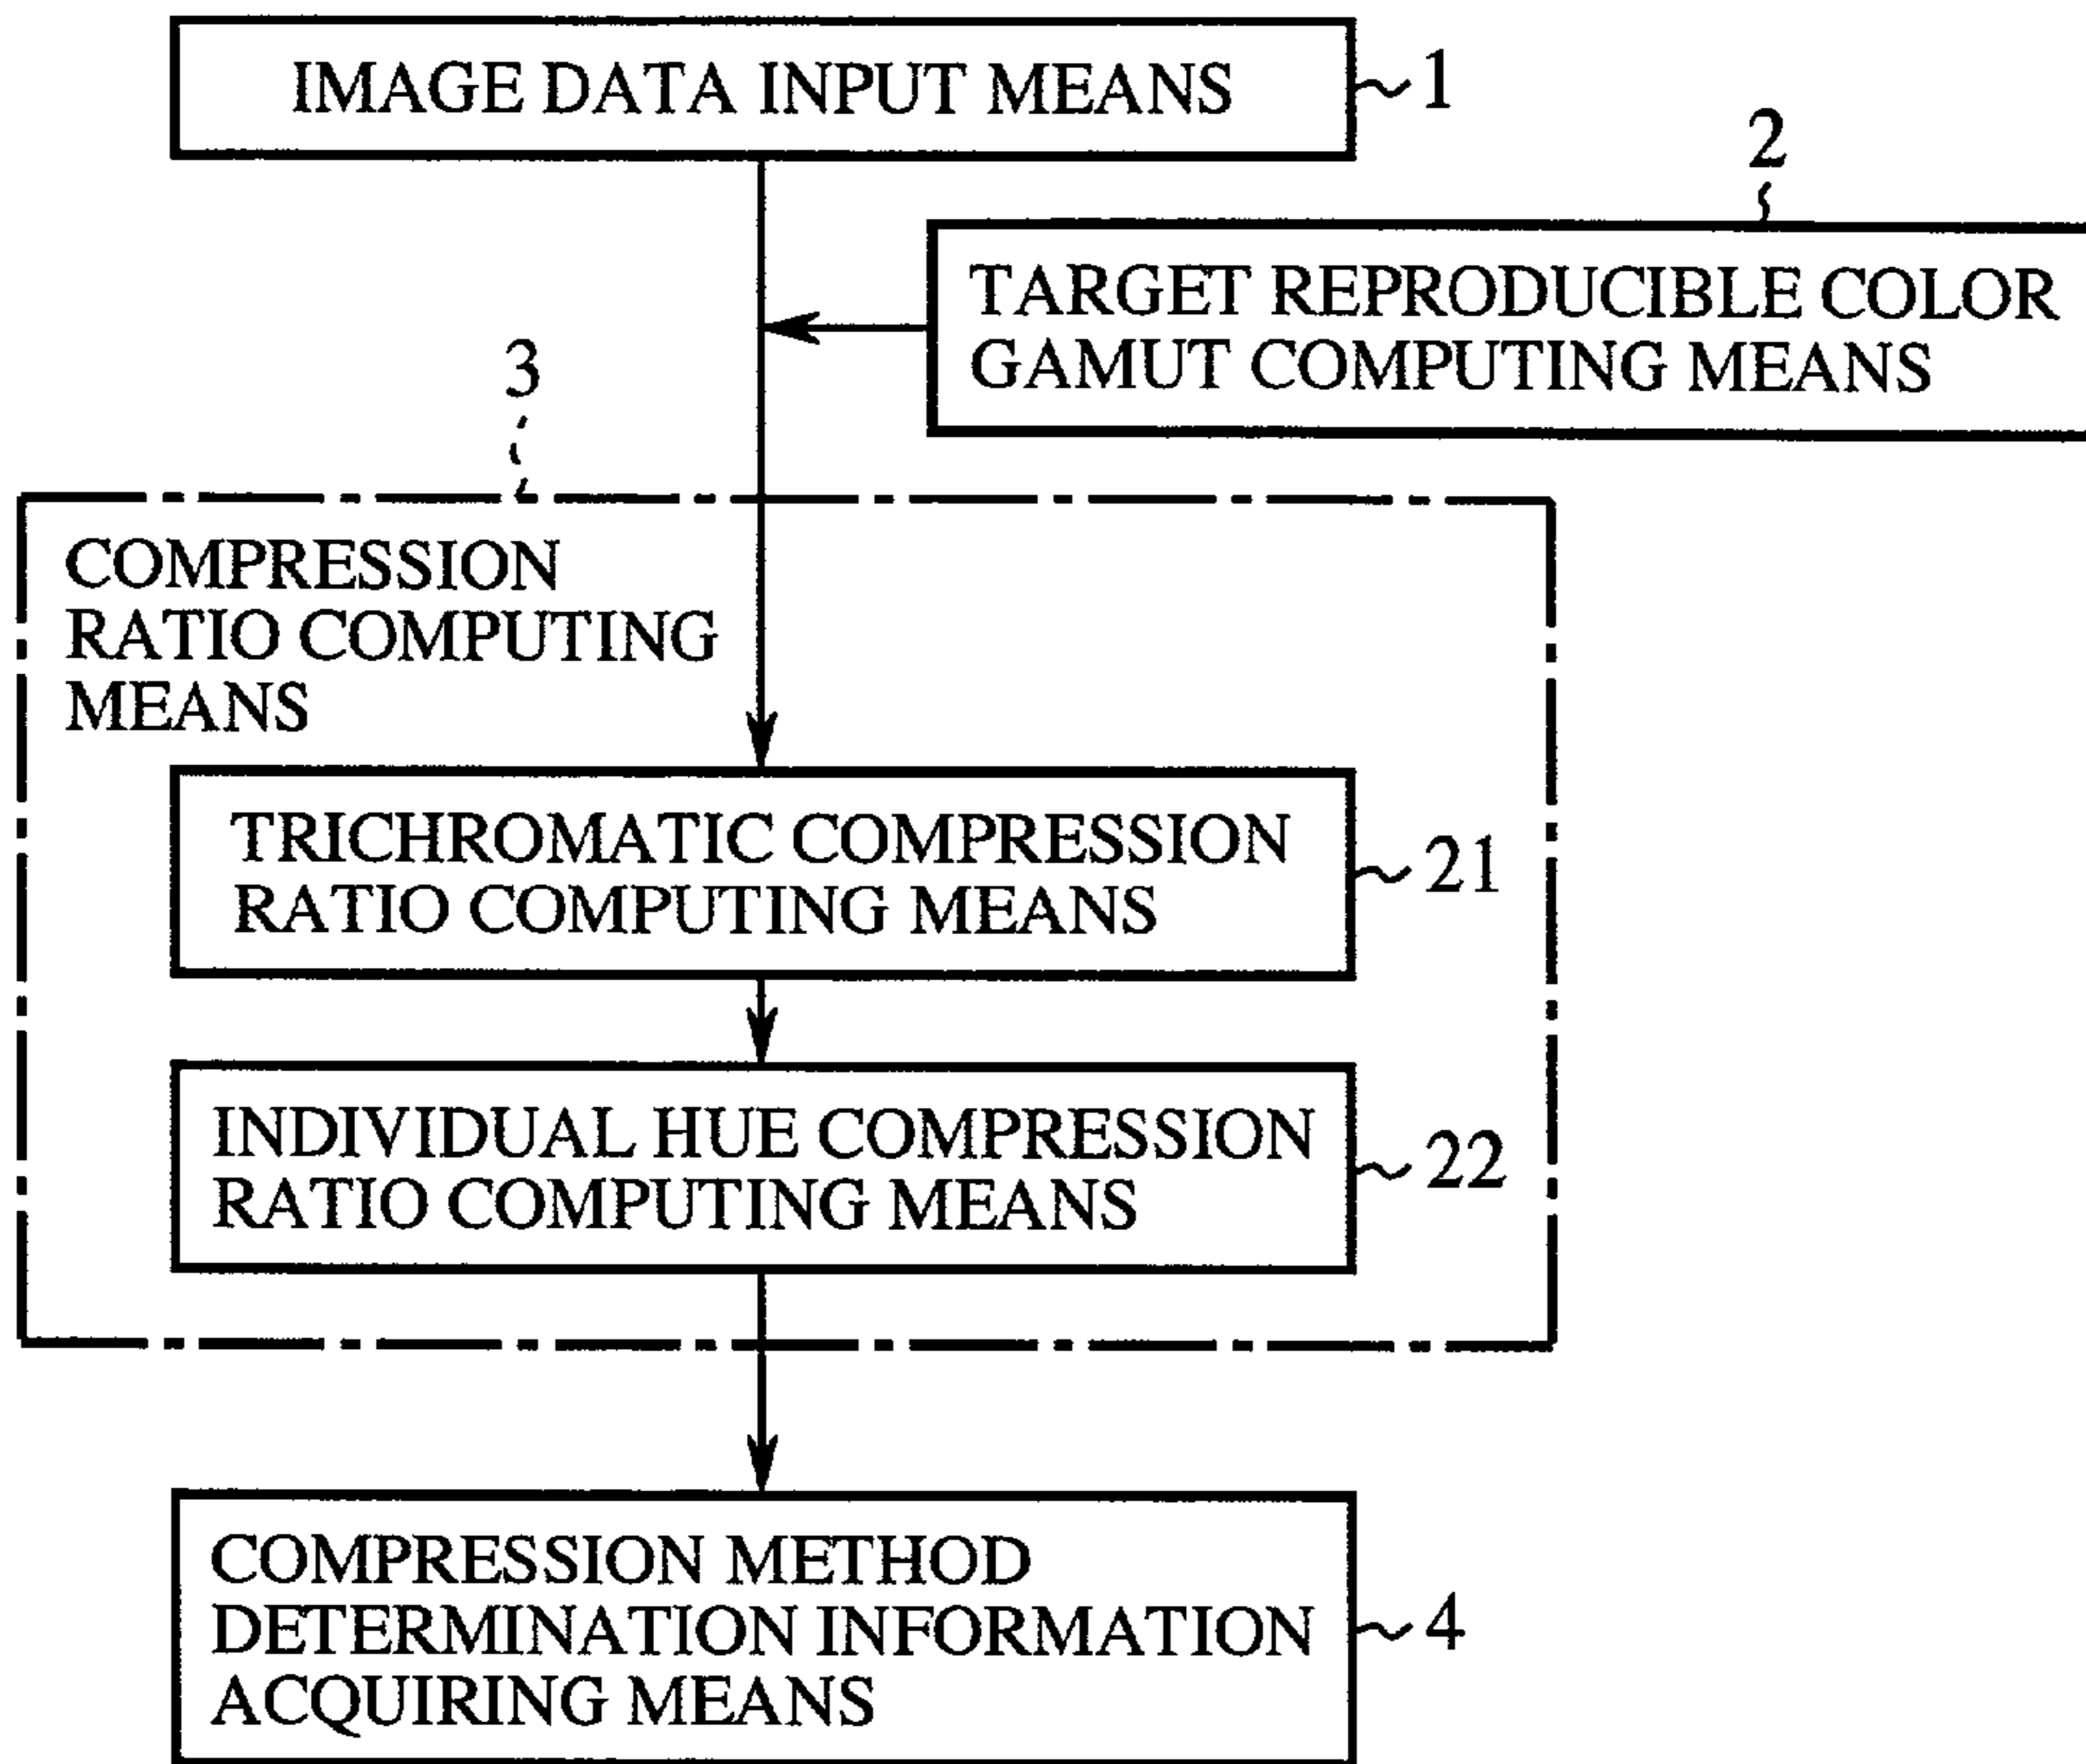 IMAGE DATA INPUT MEANS
1
2
TARGET REPRODUCIBLE COLOR
GAMUT COMPUTING MEANS
3
COMPRESSION
RATIO COMPUTING
MEANS
TRICHROMATIC COMPRESSION
RATIO COMPUTING MEANS
21
INDIVIDUAL HUE COMPRESSION
RATIO COMPUTING MEANS
22
COMPRESSION METHOD
DETERMINATION INFORMATION
ACQUIRING MEANS
4